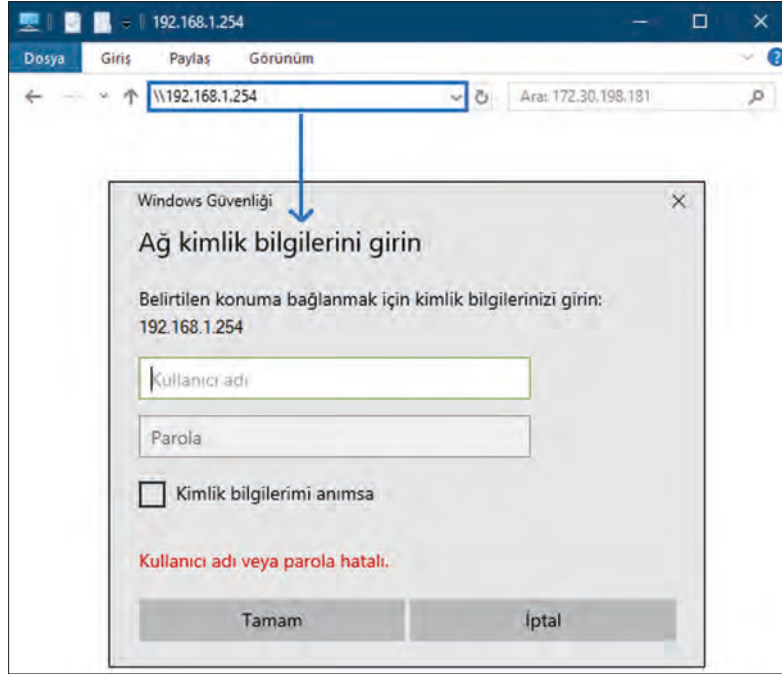 192.168.1.254
Dosya Giriş Paylaş Görünüm
\\192.168.1.254 Ara: 172.30.198.181
Windows Güvenliği
Ağ kimlik bilgilerini girin
Belirtilen konuma bağlanmak için kimlik bilgilerinizi girin:
192.168.1.254
Kullanıcı adı
Parola
Kimlik bilgilerimi anımsa
Kullanıcı adı veya parola hatalı.
Tamam İptal